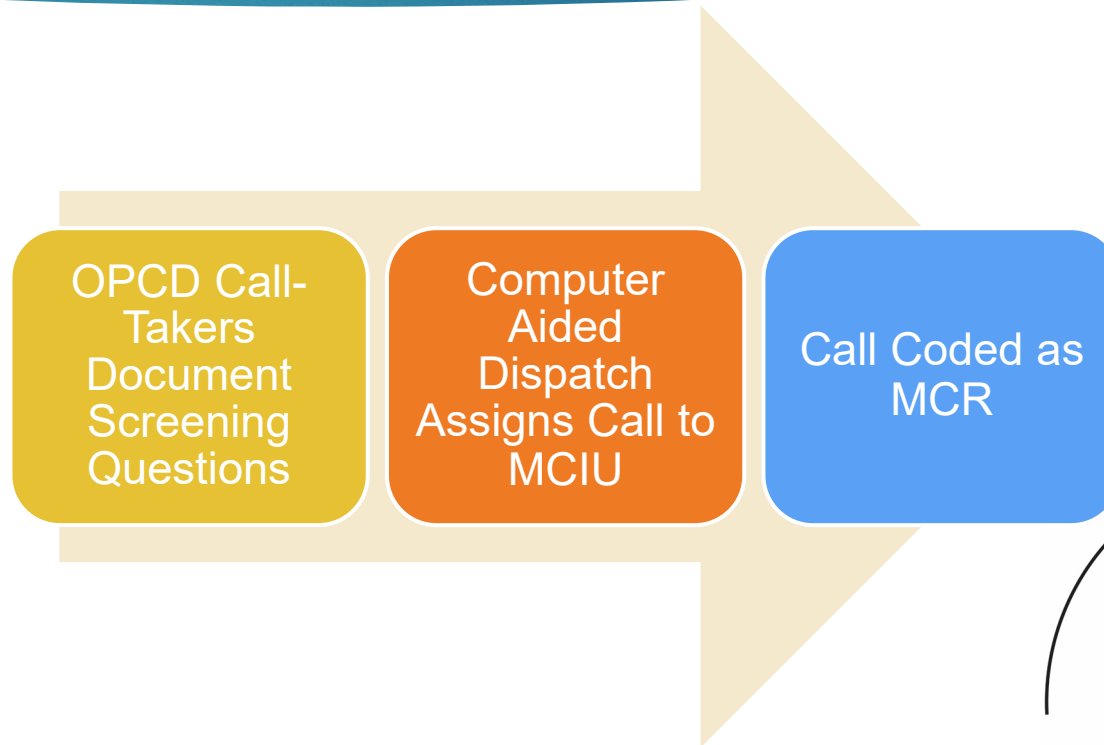 OPCD Call-
Takers
Document
Screening
Questions
Computer
Aided
Dispatch
Assigns Call to
MCIU
Call Coded as
MCR